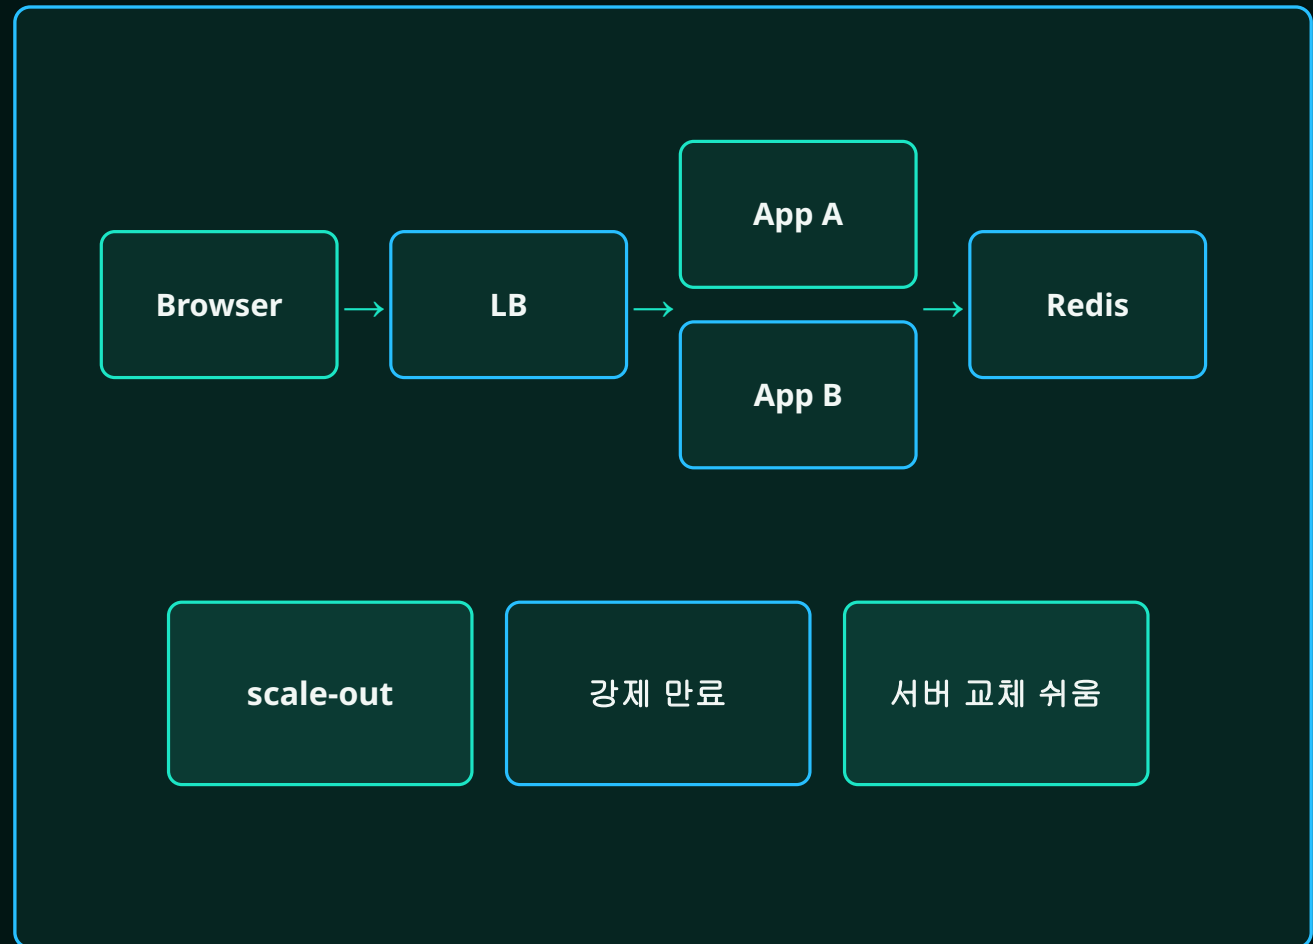 App A
Browser
→
LB
→
→
Redis
App B
scale-out
강제 만료
서버 교체 쉬움